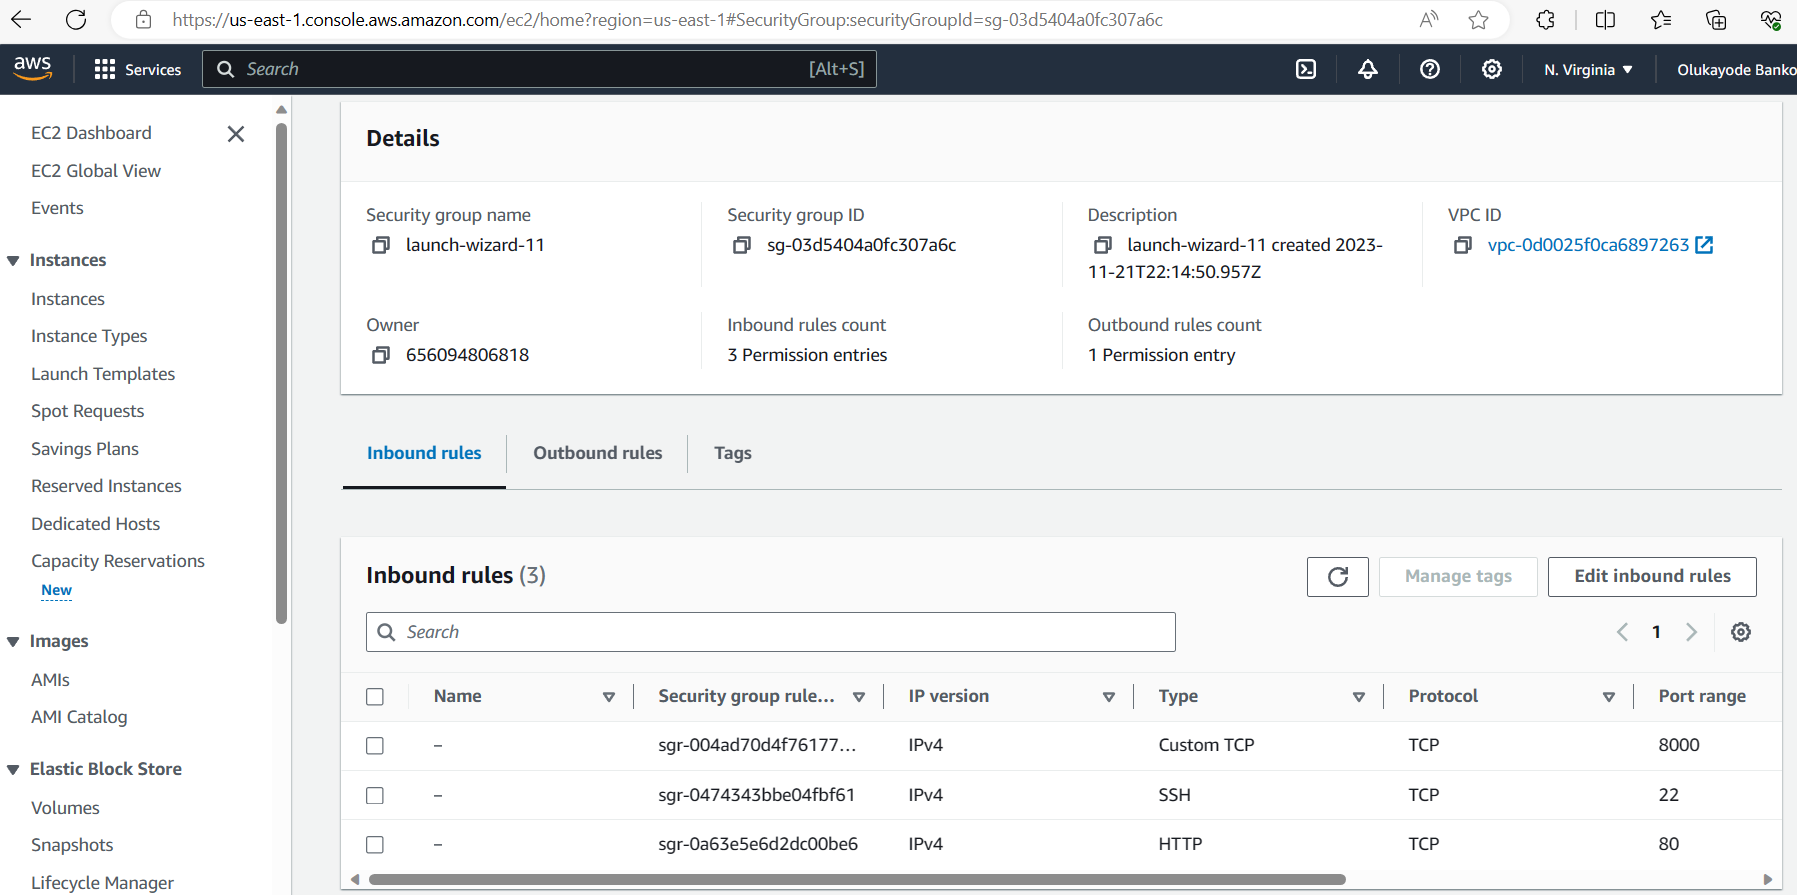 https://us-east-1.console.aws.amazon.com/ec2/home?region=us-east-1#SecurityGroup:securityGroupId=sg-03d5404a0fc307a6c
aws
Services
Search
[Alt+S]
N. Virginia
Olukayode Banko
EC2 Dashboard
EC2 Global View
Events
Instances
Instances
Instance Types
Launch Templates
Spot Requests
Savings Plans
Reserved Instances
Dedicated Hosts
Capacity Reservations
New
Images
AMIs
AMI Catalog
Elastic Block Store
Volumes
Snapshots
Lifecycle Manager
Details
Security group name
launch-wizard-11
Security group ID
sg-03d5404a0fc307a6c
Description
launch-wizard-11 created 2023-
11-21T22:14:50.957Z
VPC ID
vpc-0d0025f0ca6897263
Owner
656094806818
Inbound rules count
3 Permission entries
Outbound rules count
1 Permission entry
Inbound rules
Outbound rules
Tags
Inbound rules (3)
Manage tags
Edit inbound rules
Search
1
Name Security group rule... IP version Type Protocol Port range
– sgr-004ad70d4f76177... IPv4 Custom TCP TCP 8000
– sgr-0474343bbe04fbf61 IPv4 SSH TCP 22
– sgr-0a63e5e6d2dc00be6 IPv4 HTTP TCP 80